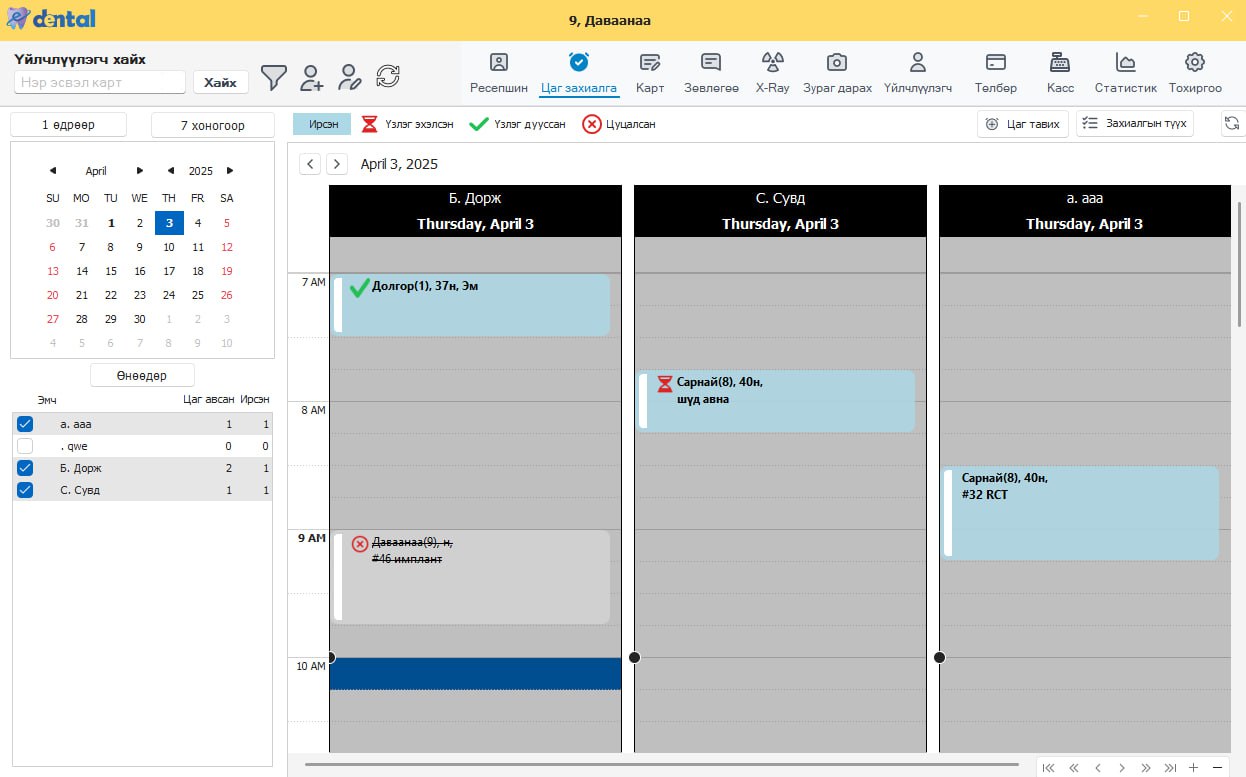 dental
9, Даваанаа
Үйлчлүүлэгч хайх
Нэр эсвэл карт
Хайх
Ресепшин
Цаг захиалга
Карт
Зөвлөгөө
X-Ray
Зураг дарах
Үйлчлүүлэгч
Төлбөр
Касс
Статистик
Тохиргоо
1 өдрөөр
7 хоногоор
Ирсэн
Үзлэг эхэлсэн
Үзлэг дууссан
Цуцалсан
Цаг тавих
Захиалгын түүх
April 2025
SU MO TU WE TH FR SA
30 31 1 2 3 4 5
6 7 8 9 10 11 12
13 14 15 16 17 18 19
20 21 22 23 24 25 26
27 28 29 30 1 2 3
4 5 6 7 8 9 10
Өнөөдөр
Эмч Цаг авсан Ирсэн
а. ааа 1 1
. qwe 0 0
Б. Дорж 2 1
С. Сувд 1 1
April 3, 2025
Б. Дорж
Thursday, April 3
С. Сувд
Thursday, April 3
а. ааа
Thursday, April 3
7 AM
Долгор(1), 37н, Эм
Сарнай(8), 40н,
шүд авна
8 AM
Сарнай(8), 40н,
#32 RCT
9 AM
Даваанаа(9), н,
#46 имплант
10 AM